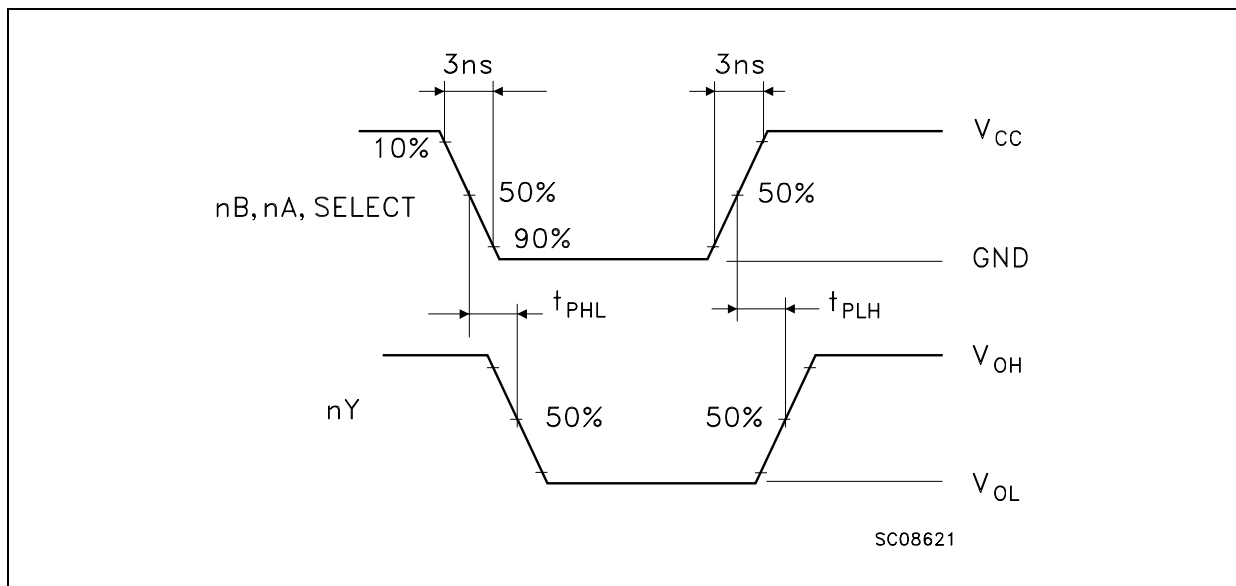 3ns 3ns
10% V_CC
50% 50%
nB, nA, SELECT
90%
GND
t_PHL t_PLH
V_OH
nY 50% 50%
V_OL
SC08621